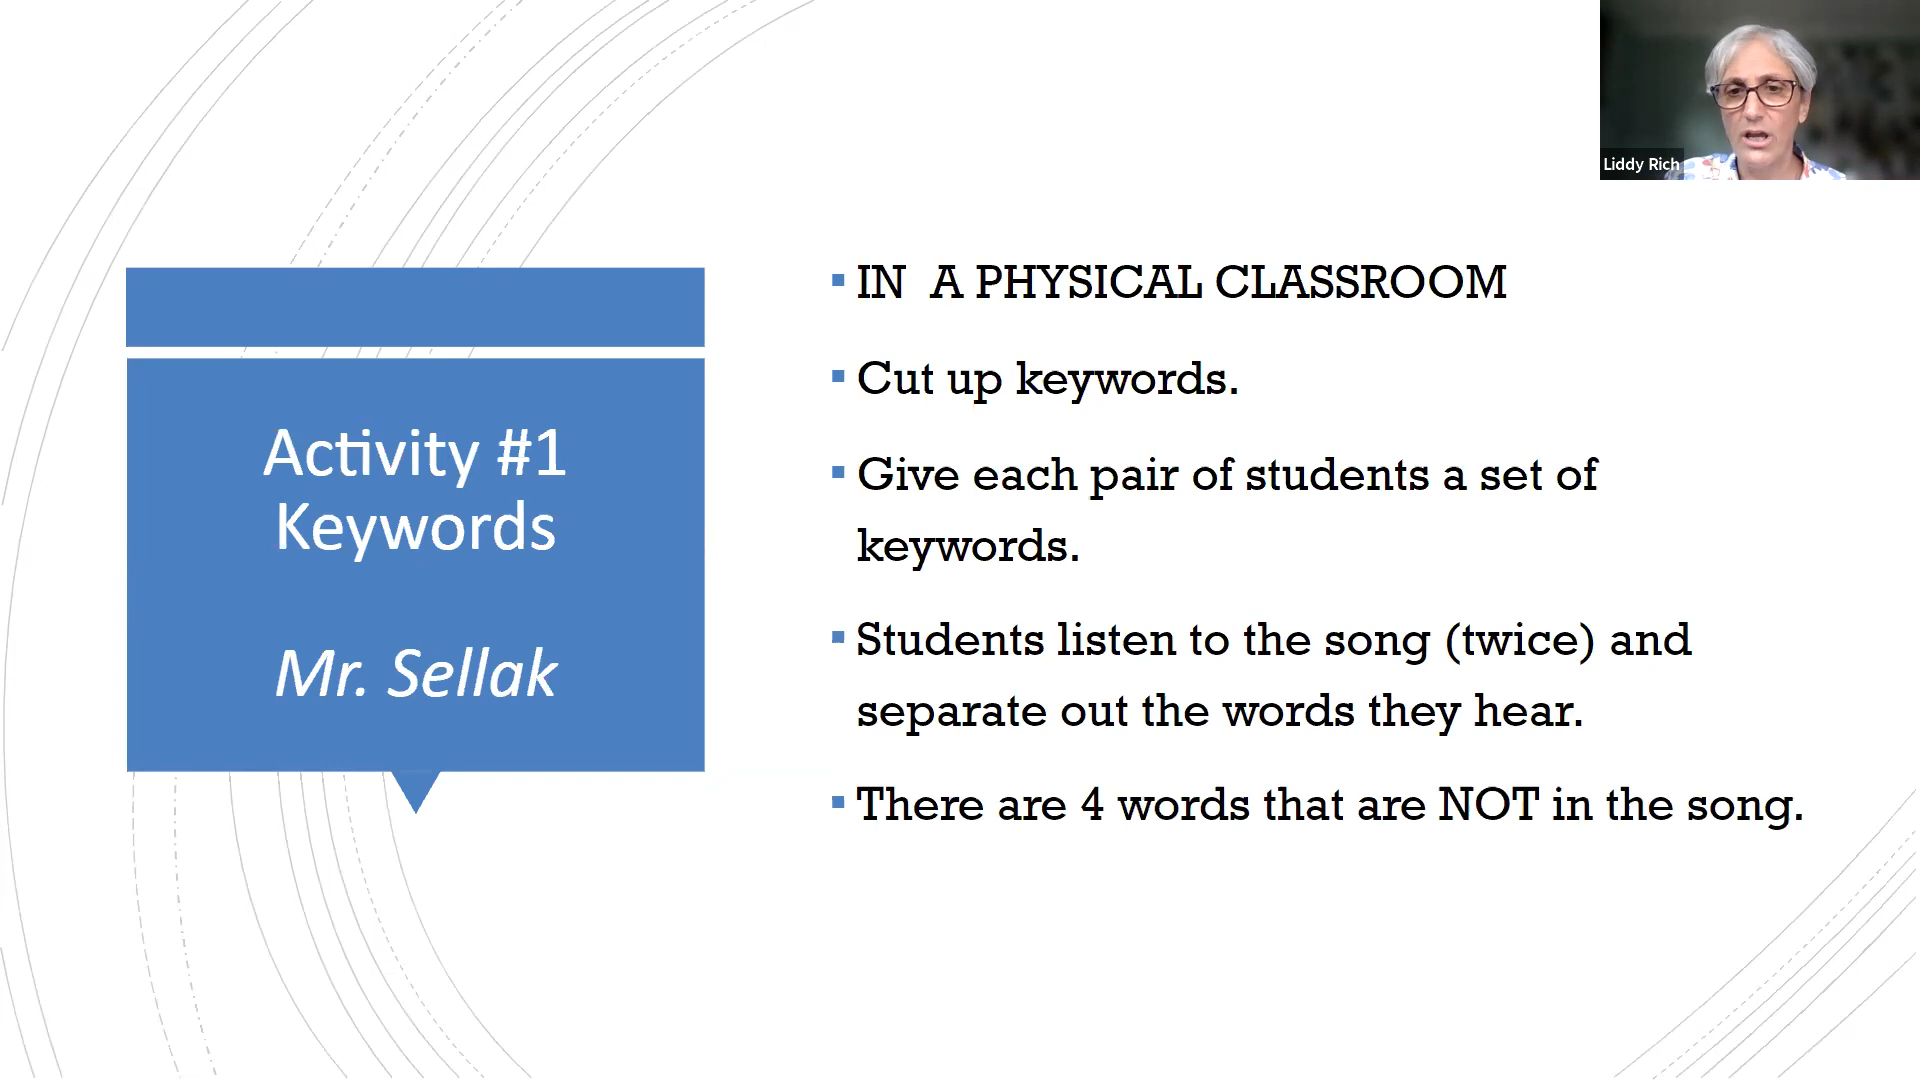 Liddy Rich
Activity #1
Keywords
Mr. Sellak
IN A PHYSICAL CLASSROOM
Cut up keywords.
Give each pair of students a set of
keywords.
Students listen to the song (twice) and
separate out the words they hear.
There are 4 words that are NOT in the song.